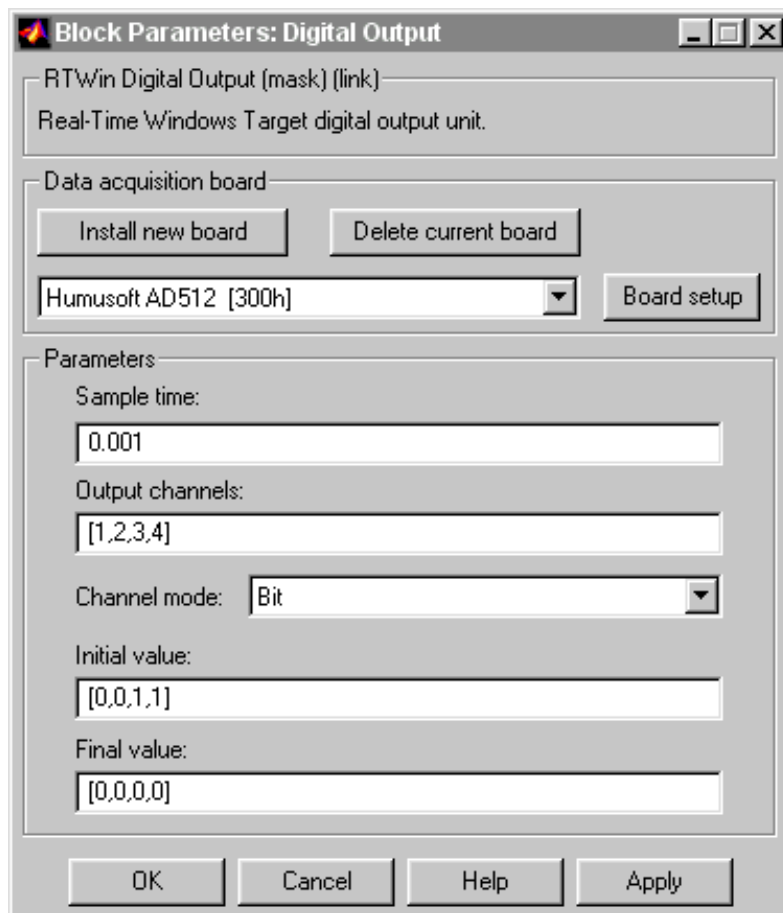 Block Parameters: Digital Output
RTWin Digital Output (mask) (link)
Real-Time Windows Target digital output unit.
Data acquisition board
Install new board Delete current board
Humusoft AD512 [300h] Board setup
Parameters
Sample time:
0.001
Output channels:
[1,2,3,4]
Channel mode: Bit
Initial value:
[0,0,1,1]
Final value:
[0,0,0,0]
OK Cancel Help Apply